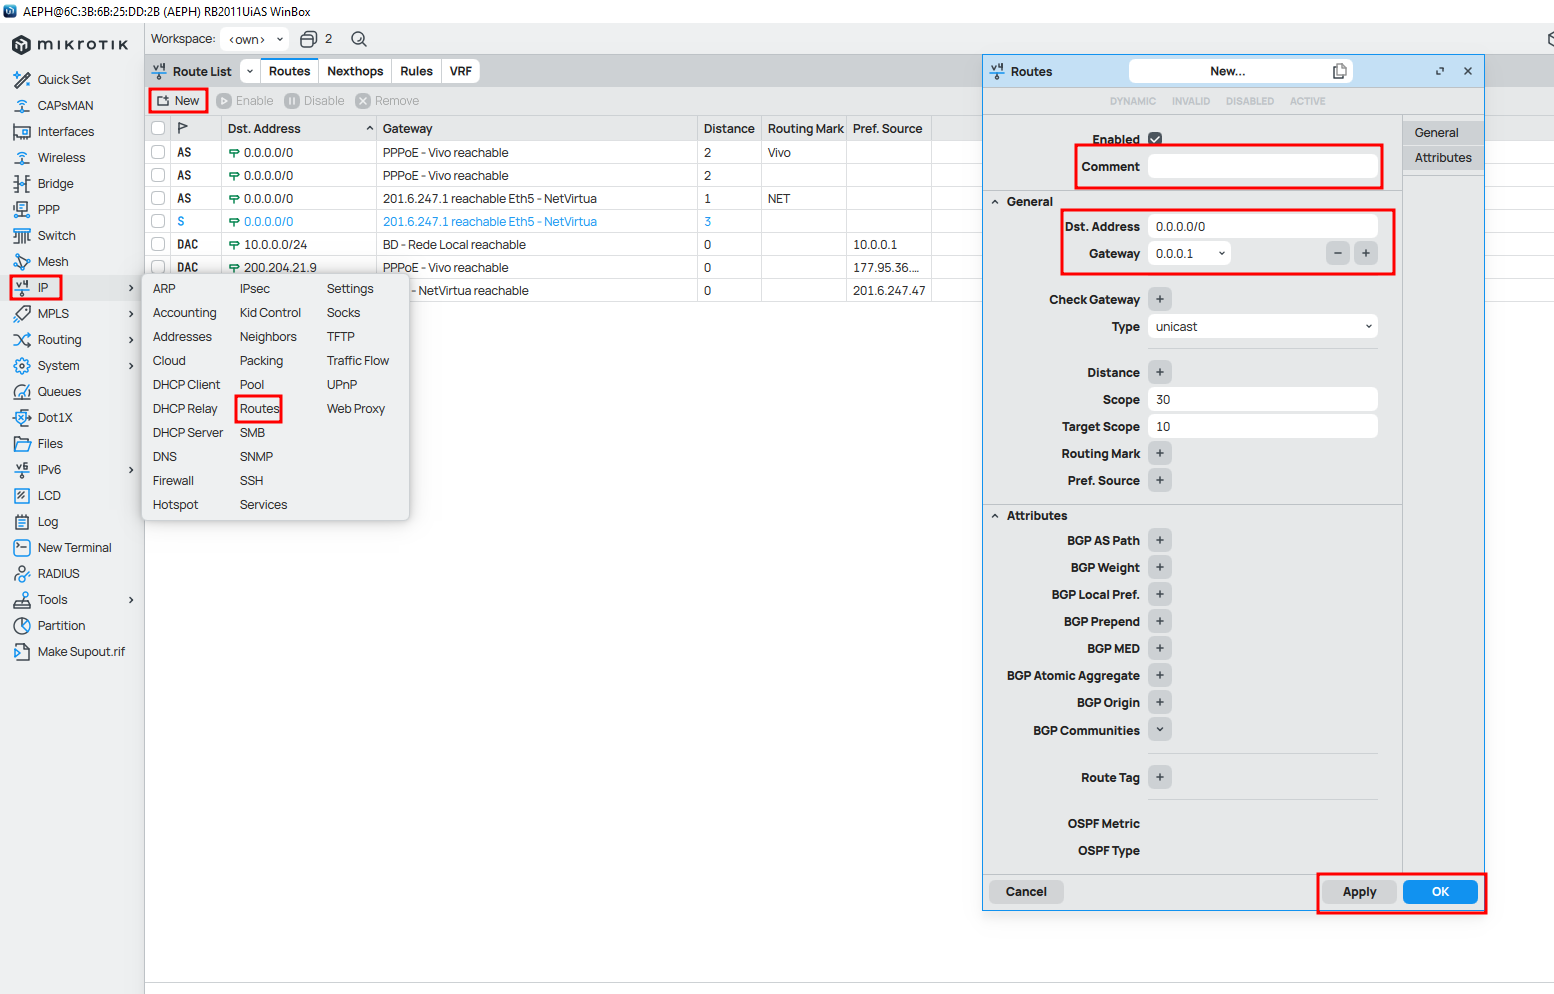 AEPH@6C:3B:6B:25:DD:2B (AEPH) RB2011UiAS WinBox
MikroTik
Workspace: <own> 2
Quick Set
CAPsMAN
Interfaces
Wireless
Bridge
PPP
Switch
Mesh
IP
MPLS
Routing
System
Queues
Dot1X
Files
IPv6
LCD
Log
New Terminal
RADIUS
Tools
Partition
Make Supout.rif
Route List Routes Nexthops Rules VRF
New Enable Disable Remove
Dst. Address Gateway Distance Routing Mark Pref. Source
AS 0.0.0.0/0 PPPoE - Vivo reachable 2 Vivo
AS 0.0.0.0/0 PPPoE - Vivo reachable 2
AS 0.0.0.0/0 201.6.247.1 reachable Eth5 - NetVirtua 1 NET
S 0.0.0.0/0 201.6.247.1 reachable Eth5 - NetVirtua 3
DAC 10.0.0.0/24 BD - Rede Local reachable 0 10.0.0.1
DAC 200.204.21.9 PPPoE - Vivo reachable 0 177.95.36....
- NetVirtua reachable 0 201.6.247.47
ARP IPsec Settings
Accounting Kid Control Socks
Addresses Neighbors TFTP
Cloud Packing Traffic Flow
DHCP Client Pool UPnP
DHCP Relay Routes Web Proxy
DHCP Server SMB
DNS SNMP
Firewall SSH
Hotspot Services
Routes New...
DYNAMIC INVALID DISABLED ACTIVE
General
Attributes
Enabled
Comment
General
Dst. Address 0.0.0.0/0
Gateway 0.0.0.1
Check Gateway
Type unicast
Distance
Scope 30
Target Scope 10
Routing Mark
Pref. Source
Attributes
BGP AS Path
BGP Weight
BGP Local Pref.
BGP Prepend
BGP MED
BGP Atomic Aggregate
BGP Origin
BGP Communities
Route Tag
OSPF Metric
OSPF Type
Cancel Apply OK